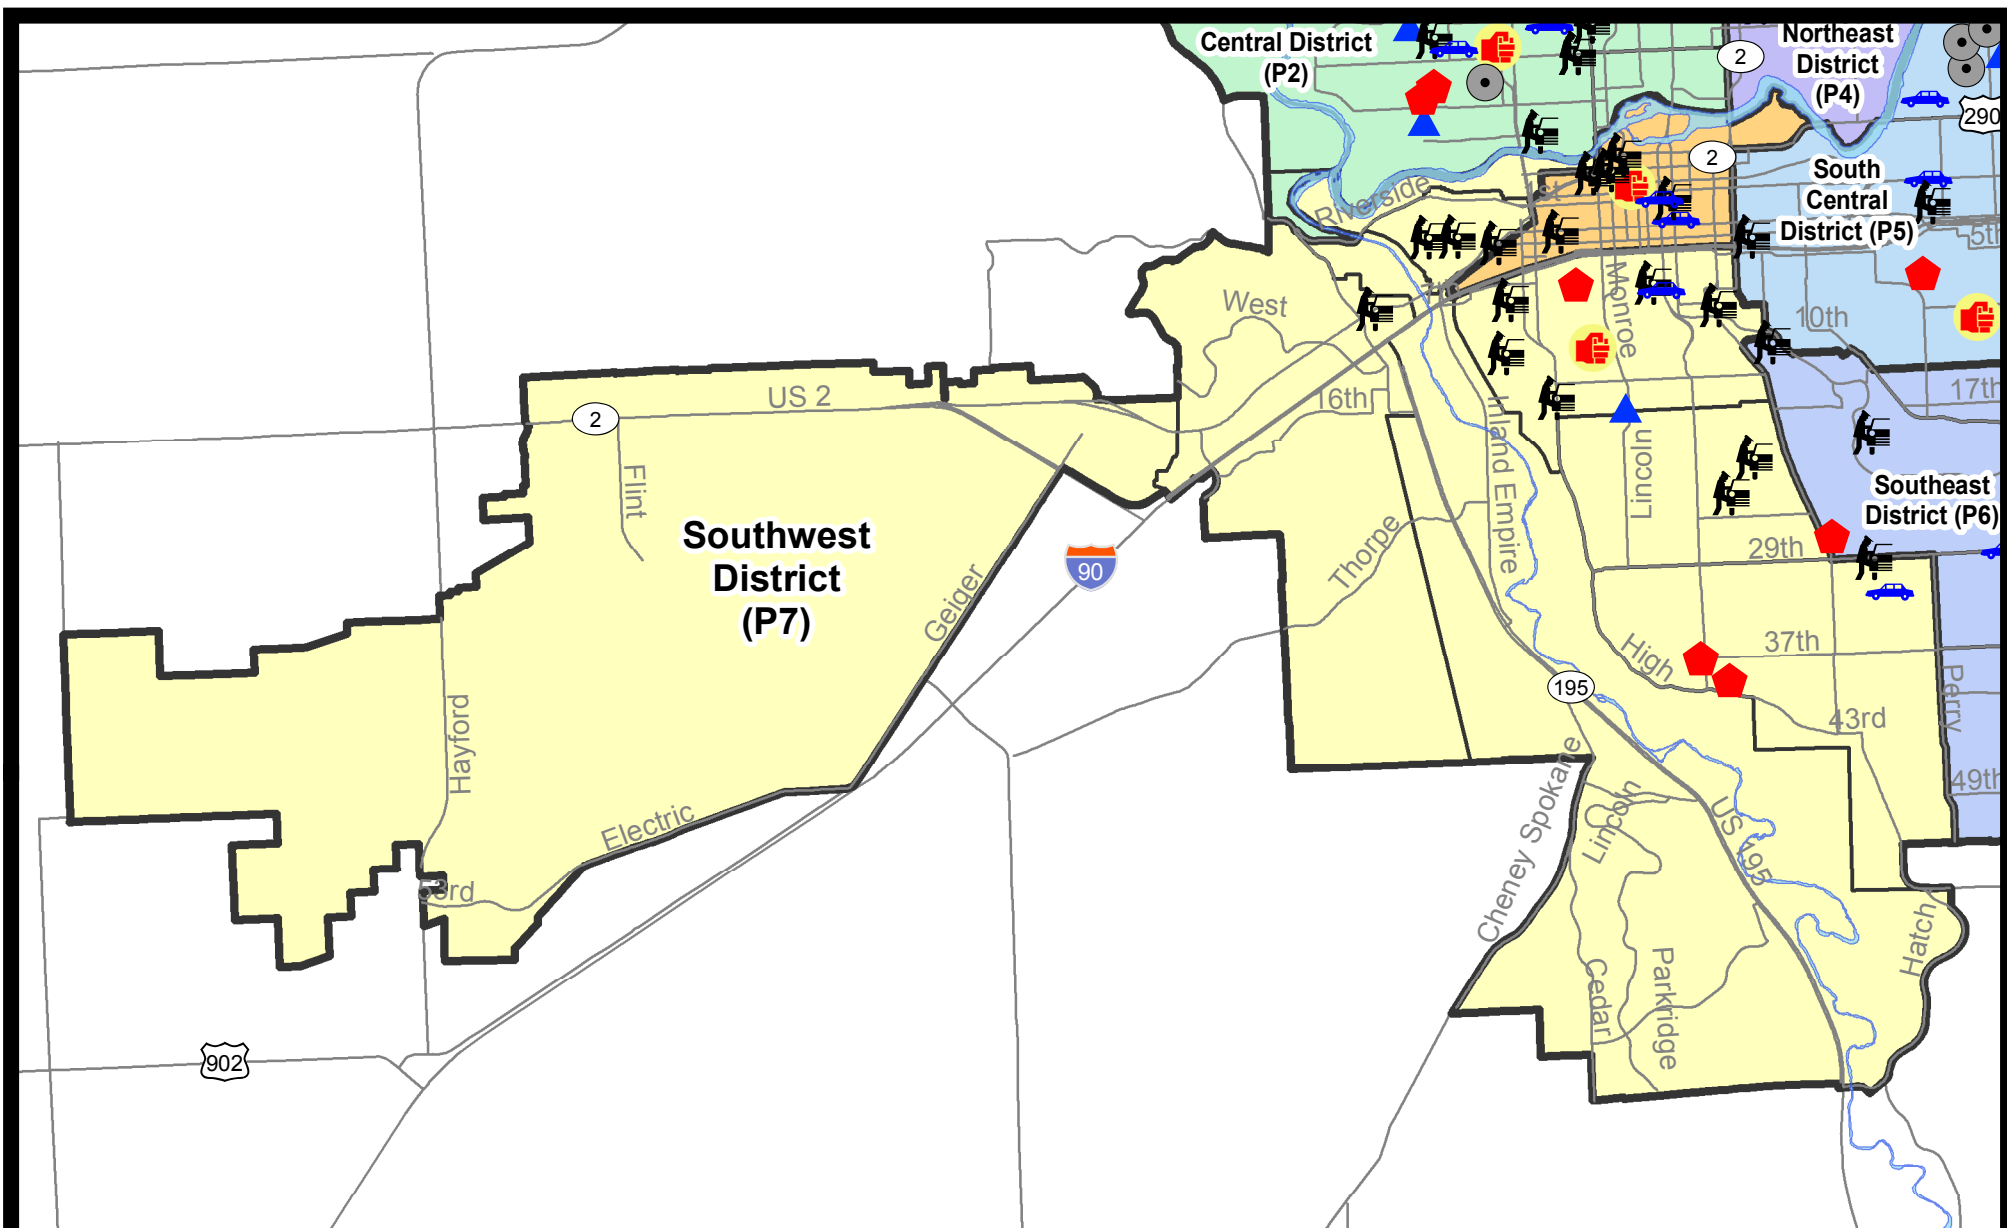 Central District
(P2)
Northeast
District
(P4)
2
290
2
South
Central
District (P5)
5th
Riverside
1st
West
Monroe
10th
17th
US 2
2
16th
Flint
Inland Empire
Lincoln
Southeast
District (P6)
Southwest
District
(P7)
90
Geiger
Thorpe
29th
37th
High
195
Perry
43rd
49th
Hayford
Electric
53rd
Cheney Spokane
Lincoln
US 195
Hatch
Cedar
Parkridge
902